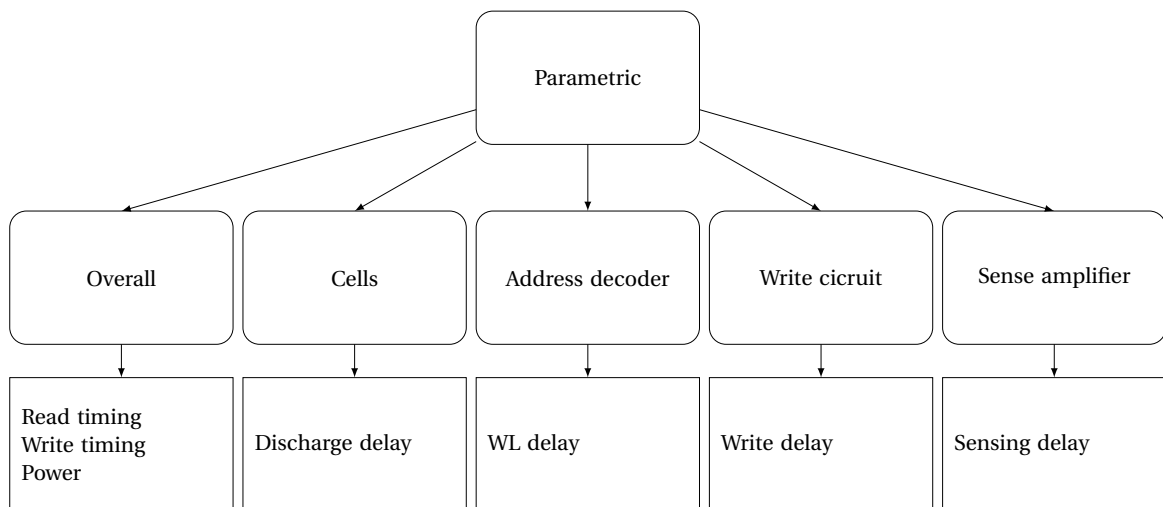 Parametric
Overall
Cells
Address decoder
Write cicruit
Sense amplifier
Read timing
Write timing
Power
Discharge delay
WL delay
Write delay
Sensing delay